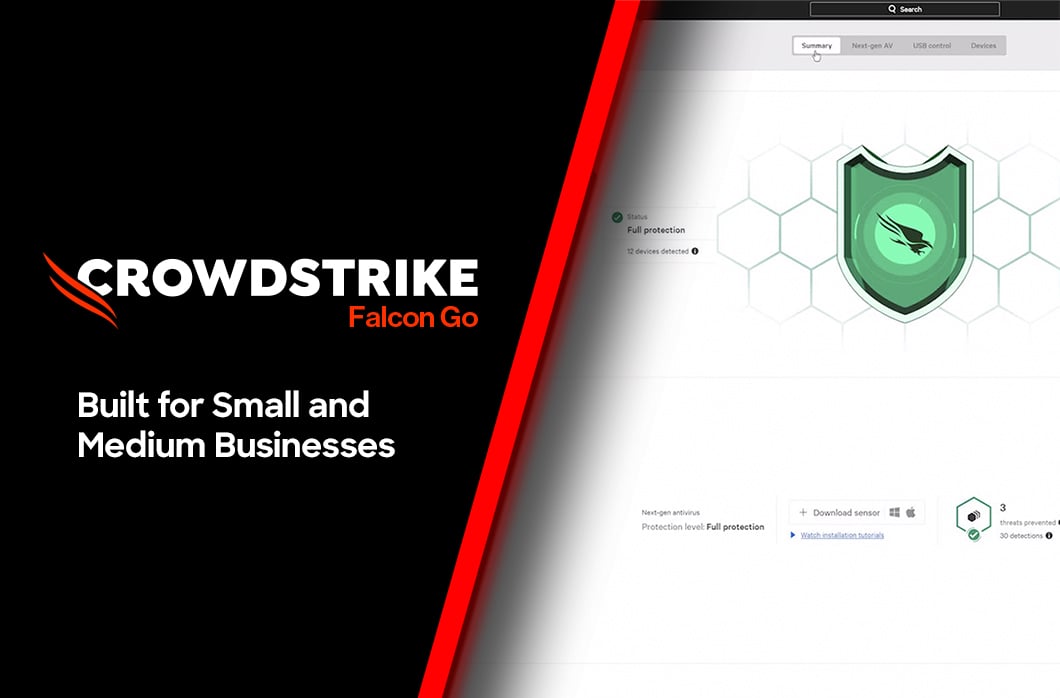 CROWDSTRIKE
Falcon Go
Built for Small and
Medium Businesses
Search
Summary Next-gen AV USB control Devices
Status
Full protection
12 devices detected
Next-gen antivirus
Protection level: Full protection
+ Download sensor
Watch installation tutorials
3
threats prevented
30 detections